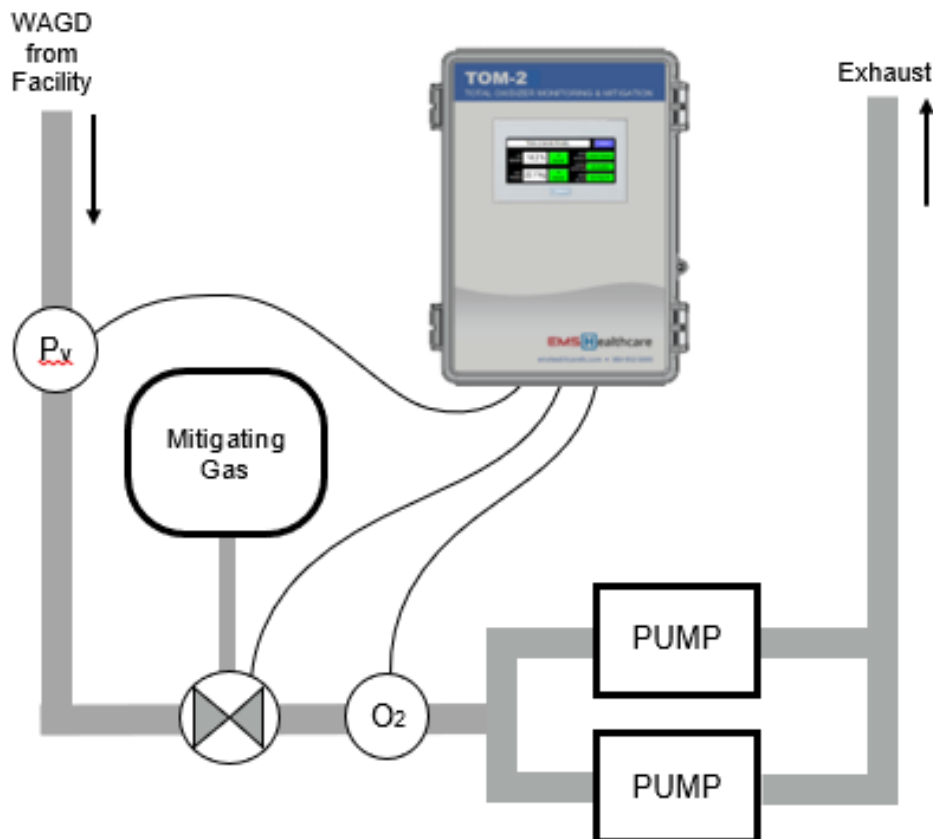 WAGD
from
Facility
Exhaust
TOM-2
TOTAL OXIDIZER MONITORING & MITIGATION
Pv
EMS Healthcare
Mitigating
Gas
PUMP
O2
PUMP